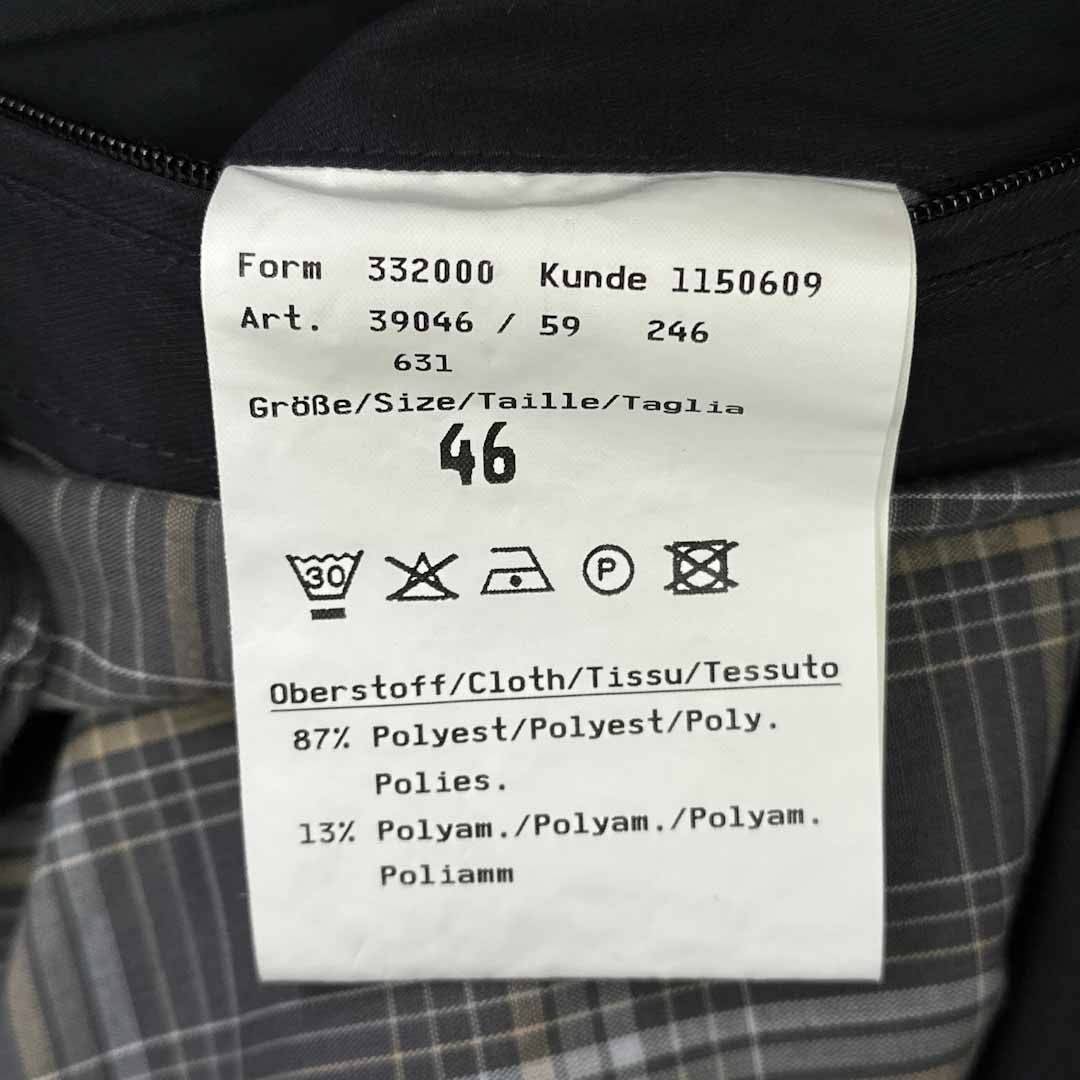 Form 332000 Kunde 1150609
Art. 39046 / 59 246
631
Größe/Size/Taille/Taglia
46
30 P
Oberstoff/Cloth/Tissu/Tessuto
87% Polyest/Polyest/Poly.
Polies.
13% Polyam./Polyam./Polyam.
Poliamm